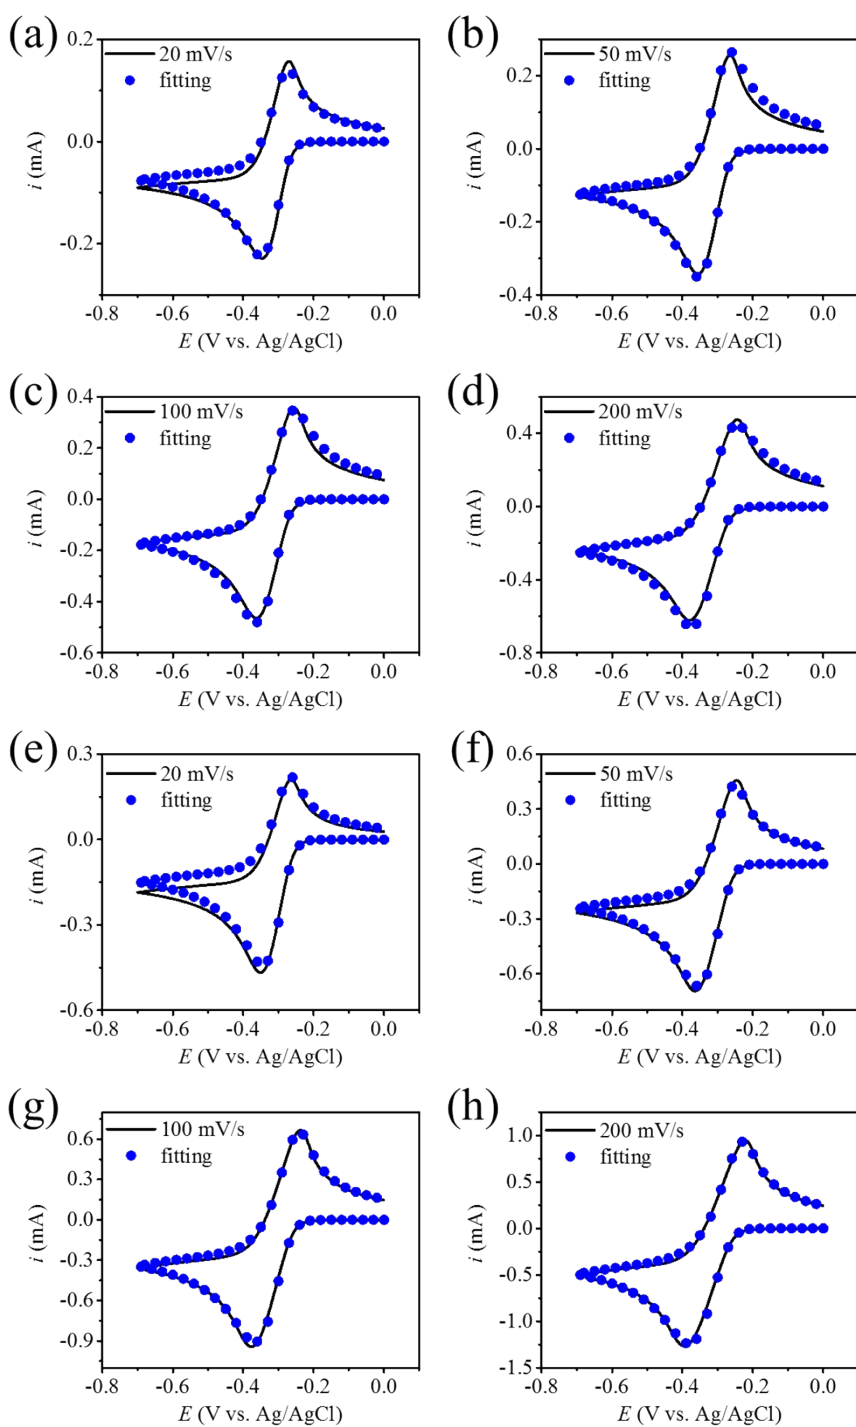 (a)
20 mV/s
fitting
0.2
0.0
-0.2
i (mA)
-0.8 -0.6 -0.4 -0.2 0.0
E (V vs. Ag/AgCl)
(b)
50 mV/s
fitting
0.2
0.0
-0.2
-0.4
i (mA)
-0.8 -0.6 -0.4 -0.2 0.0
E (V vs. Ag/AgCl)
(c)
100 mV/s
fitting
0.4
0.2
0.0
-0.2
-0.4
-0.6
i (mA)
-0.8 -0.6 -0.4 -0.2 0.0
E (V vs. Ag/AgCl)
(d)
200 mV/s
fitting
0.4
0.0
-0.4
-0.8
i (mA)
-0.8 -0.6 -0.4 -0.2 0.0
E (V vs. Ag/AgCl)
(e)
20 mV/s
fitting
0.3
0.0
-0.3
-0.6
i (mA)
-0.8 -0.6 -0.4 -0.2 0.0
E (V vs. Ag/AgCl)
(f)
50 mV/s
fitting
0.6
0.3
0.0
-0.3
-0.6
i (mA)
-0.8 -0.6 -0.4 -0.2 0.0
E (V vs. Ag/AgCl)
(g)
100 mV/s
fitting
0.6
0.3
0.0
-0.3
-0.6
-0.9
i (mA)
-0.8 -0.6 -0.4 -0.2 0.0
E (V vs. Ag/AgCl)
(h)
200 mV/s
fitting
1.0
0.5
0.0
-0.5
-1.0
-1.5
i (mA)
-0.8 -0.6 -0.4 -0.2 0.0
E (V vs. Ag/AgCl)